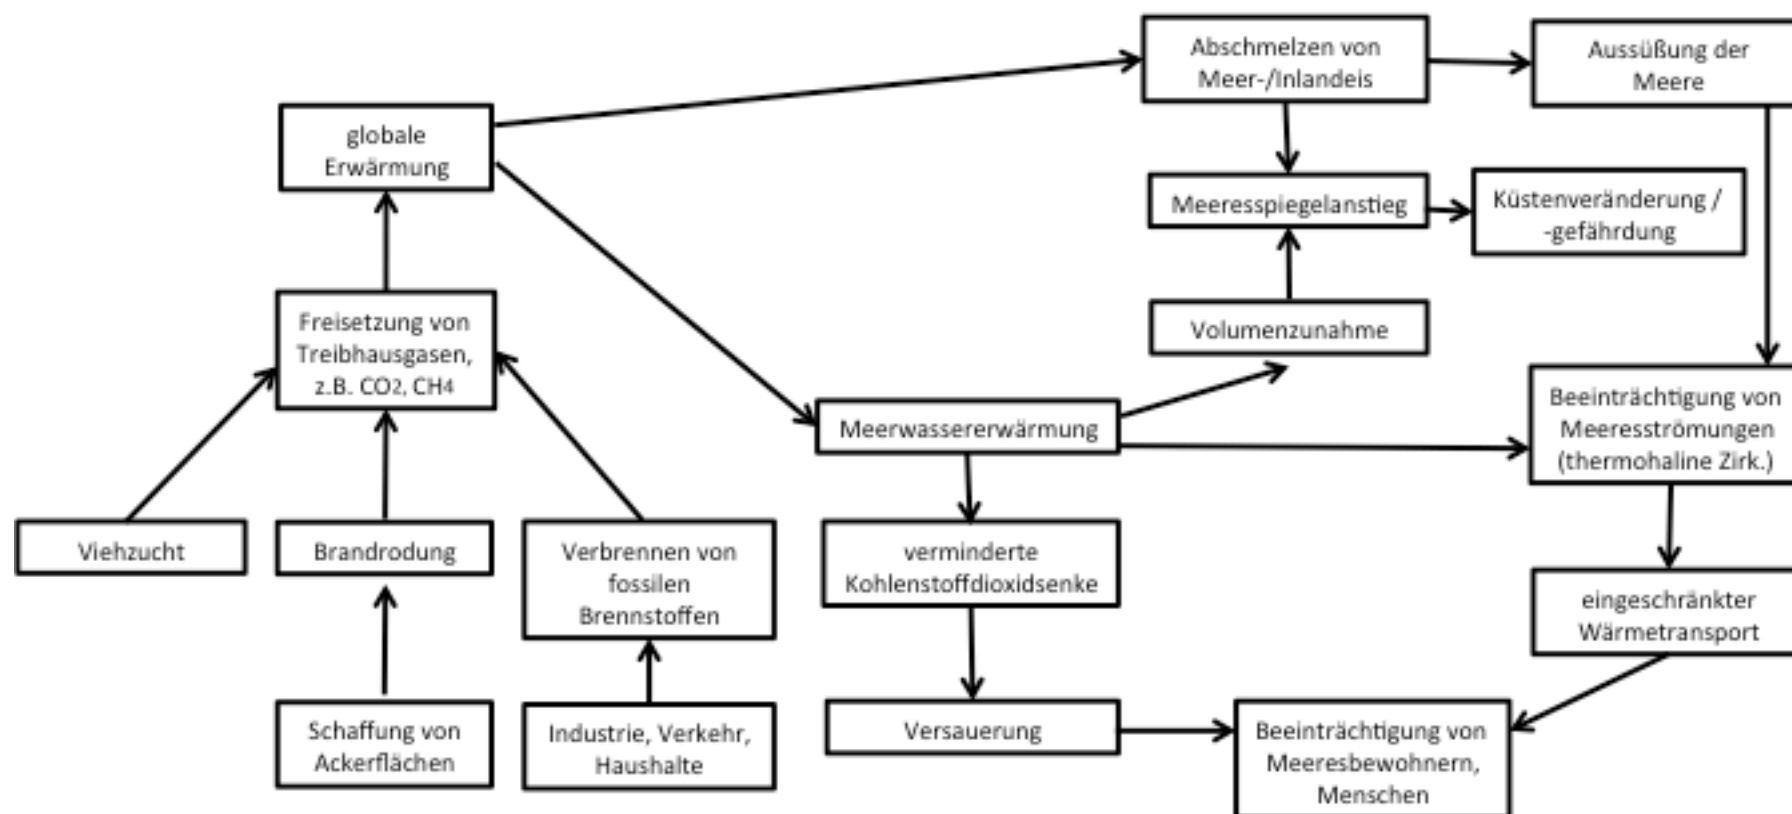 Abschmelzen von
Meer-/Inlandeis
Aussüßung der
Meere
globale
Erwärmung
Meeresspiegelanstieg
Küstenveränderung /
-gefährdung
Freisetzung von
Treibhausgasen,
z.B. CO2, CH4
Volumenzunahme
Meerwassererwärmung
Beeinträchtigung von
Meeresströmungen
(thermohaline Zirk.)
Viehzucht
Brandrodung
Verbrennen von
fossilen
Brennstoffen
verminderte
Kohlenstoffdioxidsenke
eingeschränkter
Wärmetransport
Schaffung von
Ackerflächen
Industrie, Verkehr,
Haushalte
Versauerung
Beeinträchtigung von
Meeresbewohnern,
Menschen